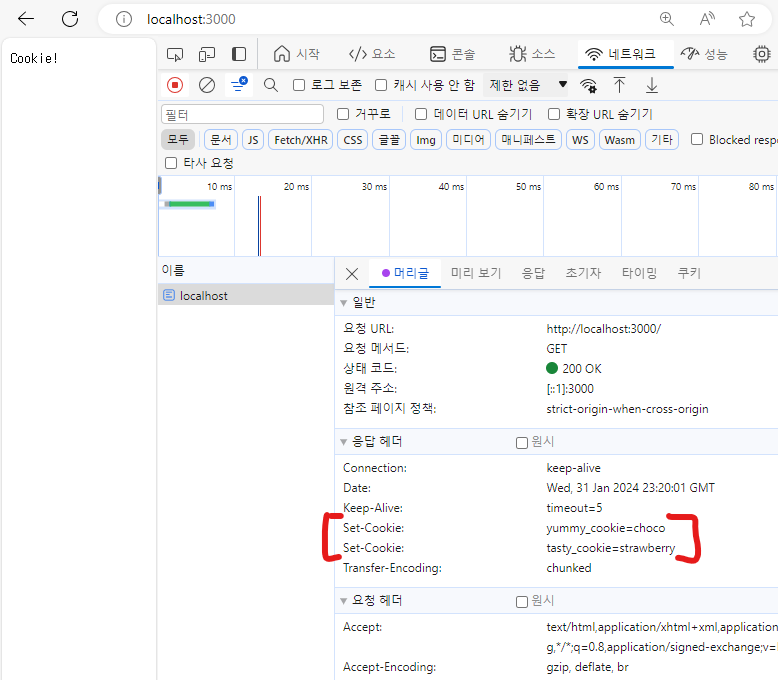 localhost:3000
Cookie!
시작 </> 요소 콘솔 소스 네트워크 성능
로그 보존 캐시 사용 안 함 제한 없음
필터 거꾸로 데이터 URL 숨기기 확장 URL 숨기기
모두 문서 JS Fetch/XHR CSS 글꼴 Img 미디어 매니페스트 WS Wasm 기타 Blocked respo
타사 요청
10 ms 20 ms 30 ms 40 ms 50 ms 60 ms 70 ms 80 ms
이름 머리글 미리 보기 응답 초기자 타이밍 쿠키
localhost
일반
요청 URL: http://localhost:3000/
요청 메서드: GET
상태 코드: 200 OK
원격 주소: [::1]:3000
참조 페이지 정책: strict-origin-when-cross-origin
응답 헤더 원시
Connection: keep-alive
Date: Wed, 31 Jan 2024 23:20:01 GMT
Keep-Alive: timeout=5
Set-Cookie: yummy_cookie=choco
Set-Cookie: tasty_cookie=strawberry
Transfer-Encoding: chunked
요청 헤더 원시
Accept: text/html,application/xhtml+xml,application
g,*/*;q=0.8,application/signed-exchange;v=
Accept-Encoding: gzip, deflate, br